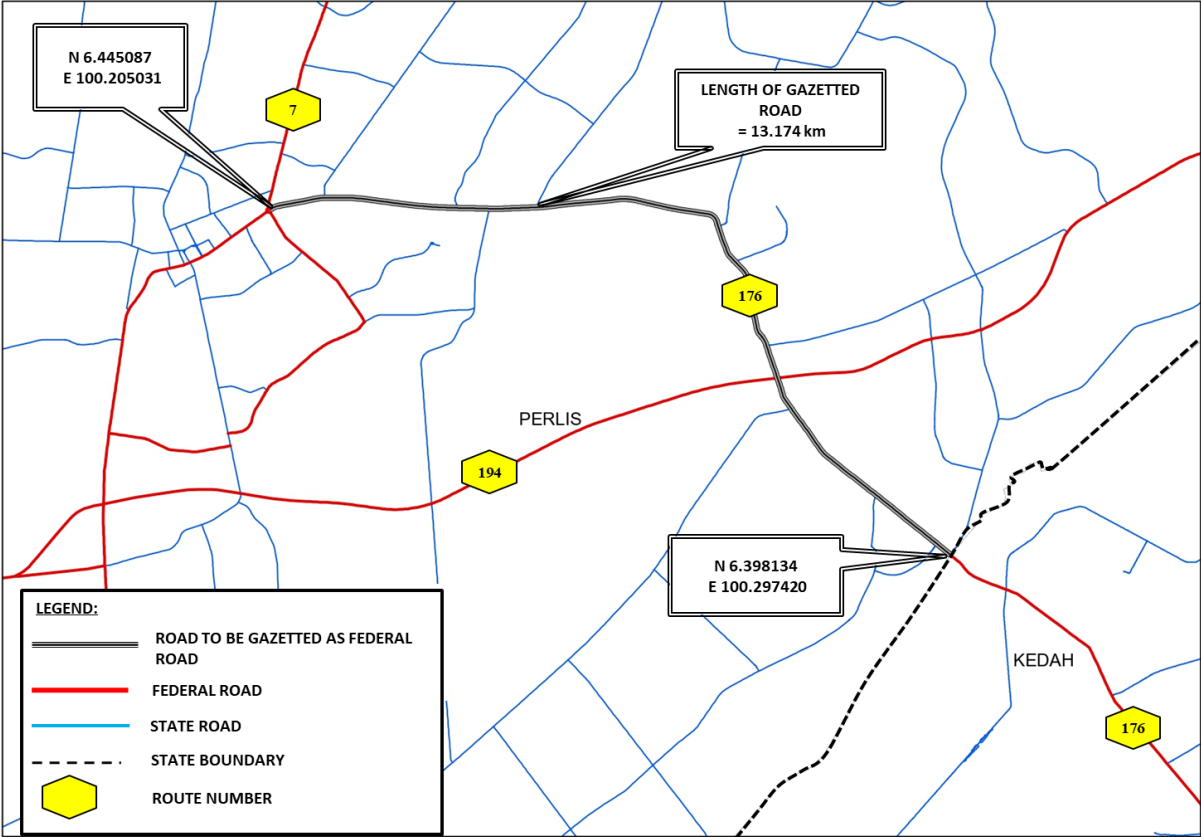 N 6.445087
E 100.205031
7
LENGTH OF GAZETTED
ROAD
= 13.174 km
176
PERLIS
194
N 6.398134
E 100.297420
KEDAH
176
LEGEND:
ROAD TO BE GAZETTED AS FEDERAL
ROAD
FEDERAL ROAD
STATE ROAD
STATE BOUNDARY
ROUTE NUMBER